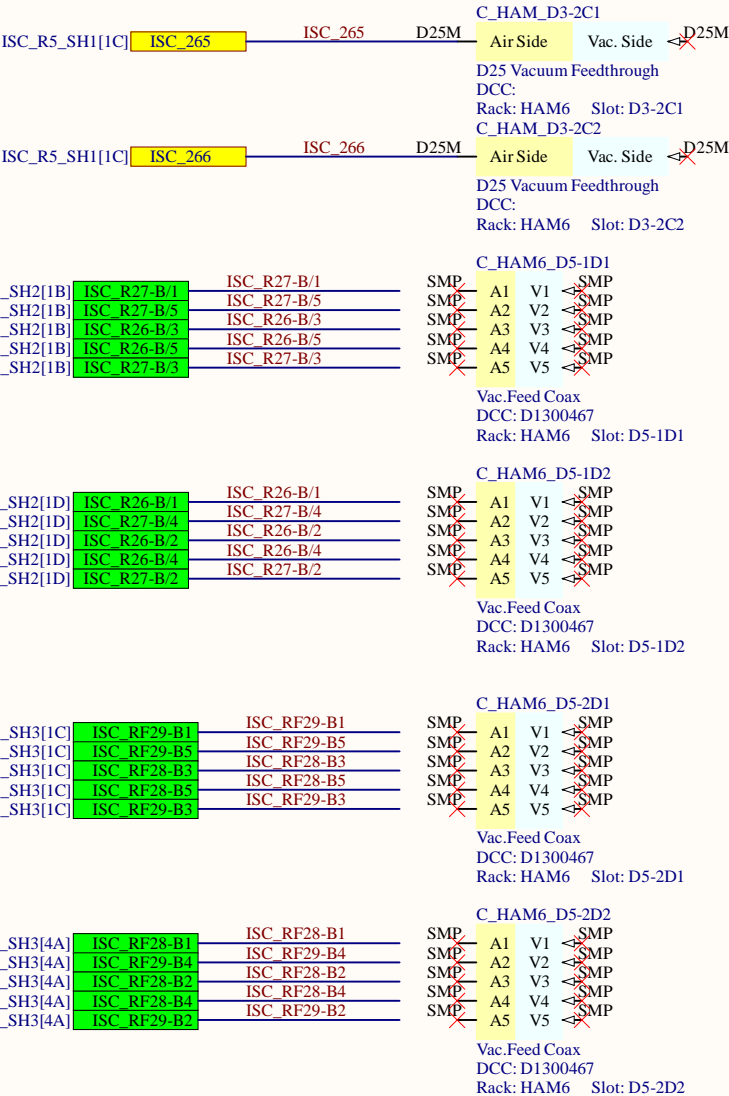 C_HAM_D3-2C1
ISC_R5_SH1[1C] ISC_265 ISC_265 D25M Air Side Vac. Side D25M
D25 Vacuum Feedthrough
DCC:
Rack: HAM6 Slot: D3-2C1
C_HAM_D3-2C2
ISC_R5_SH1[1C] ISC_266 ISC_266 D25M Air Side Vac. Side D25M
D25 Vacuum Feedthrough
DCC:
Rack: HAM6 Slot: D3-2C2
C_HAM6_D5-1D1
_SH2[1B] ISC_R27-B/1 ISC_R27-B/1 SMP A1 V1 SMP
_SH2[1B] ISC_R27-B/5 ISC_R27-B/5 SMP A2 V2 SMP
_SH2[1B] ISC_R26-B/3 ISC_R26-B/3 SMP A3 V3 SMP
_SH2[1B] ISC_R26-B/5 ISC_R26-B/5 SMP A4 V4 SMP
_SH2[1B] ISC_R27-B/3 ISC_R27-B/3 SMP A5 V5 SMP
Vac.Feed Coax
DCC: D1300467
Rack: HAM6 Slot: D5-1D1
C_HAM6_D5-1D2
_SH2[1D] ISC_R26-B/1 ISC_R26-B/1 SMP A1 V1 SMP
_SH2[1D] ISC_R27-B/4 ISC_R27-B/4 SMP A2 V2 SMP
_SH2[1D] ISC_R26-B/2 ISC_R26-B/2 SMP A3 V3 SMP
_SH2[1D] ISC_R26-B/4 ISC_R26-B/4 SMP A4 V4 SMP
_SH2[1D] ISC_R27-B/2 ISC_R27-B/2 SMP A5 V5 SMP
Vac.Feed Coax
DCC: D1300467
Rack: HAM6 Slot: D5-1D2
C_HAM6_D5-2D1
_SH3[1C] ISC_RF29-B1 ISC_RF29-B1 SMP A1 V1 SMP
_SH3[1C] ISC_RF29-B5 ISC_RF29-B5 SMP A2 V2 SMP
_SH3[1C] ISC_RF28-B3 ISC_RF28-B3 SMP A3 V3 SMP
_SH3[1C] ISC_RF28-B5 ISC_RF28-B5 SMP A4 V4 SMP
_SH3[1C] ISC_RF29-B3 ISC_RF29-B3 SMP A5 V5 SMP
Vac.Feed Coax
DCC: D1300467
Rack: HAM6 Slot: D5-2D1
C_HAM6_D5-2D2
_SH3[4A] ISC_RF28-B1 ISC_RF28-B1 SMP A1 V1 SMP
_SH3[4A] ISC_RF29-B4 ISC_RF29-B4 SMP A2 V2 SMP
_SH3[4A] ISC_RF28-B2 ISC_RF28-B2 SMP A3 V3 SMP
_SH3[4A] ISC_RF28-B4 ISC_RF28-B4 SMP A4 V4 SMP
_SH3[4A] ISC_RF29-B2 ISC_RF29-B2 SMP A5 V5 SMP
Vac.Feed Coax
DCC: D1300467
Rack: HAM6 Slot: D5-2D2